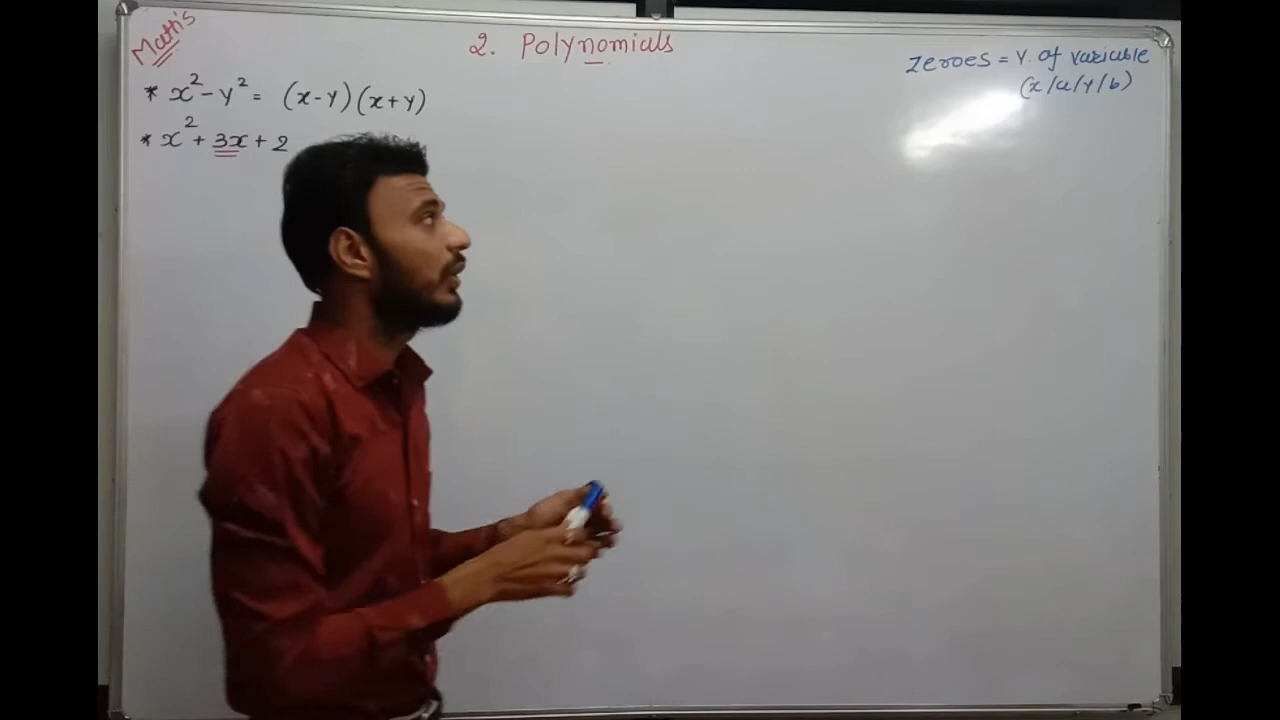 Maths
2. Polynomials
zeroes = V. of variable
(x/a/y/b)
* x² - y² = (x-y)(x+y)
* x² + 3x + 2